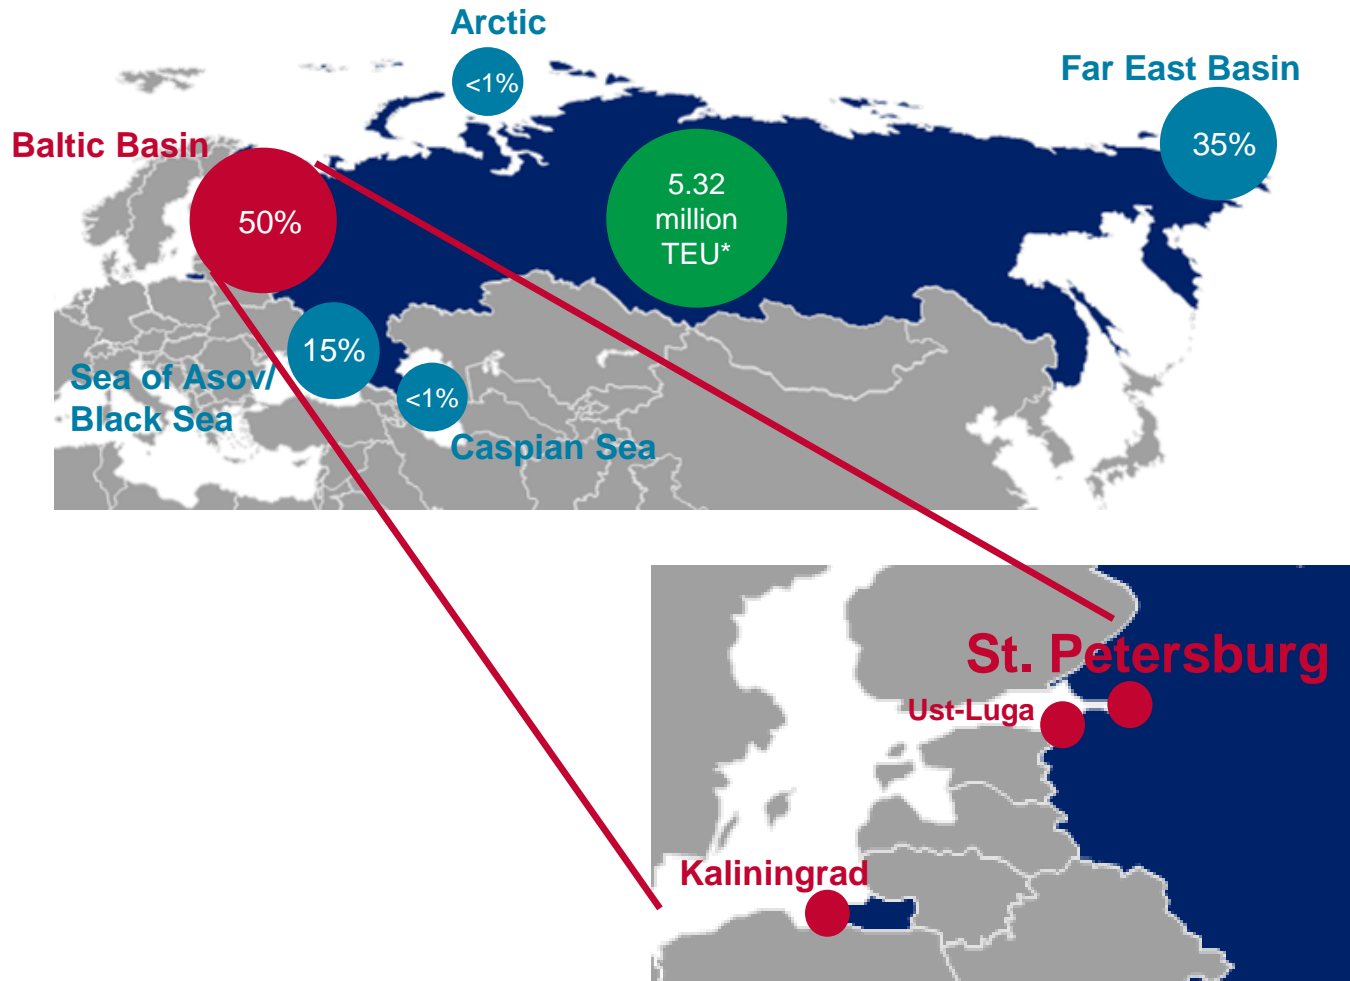 Arctic
<1%
Far East Basin
35%
Baltic Basin
50%
5.32
million
TEU*
15%
Sea of Asov/
Black Sea
<1%
Caspian Sea
St. Petersburg
Ust-Luga
Kaliningrad